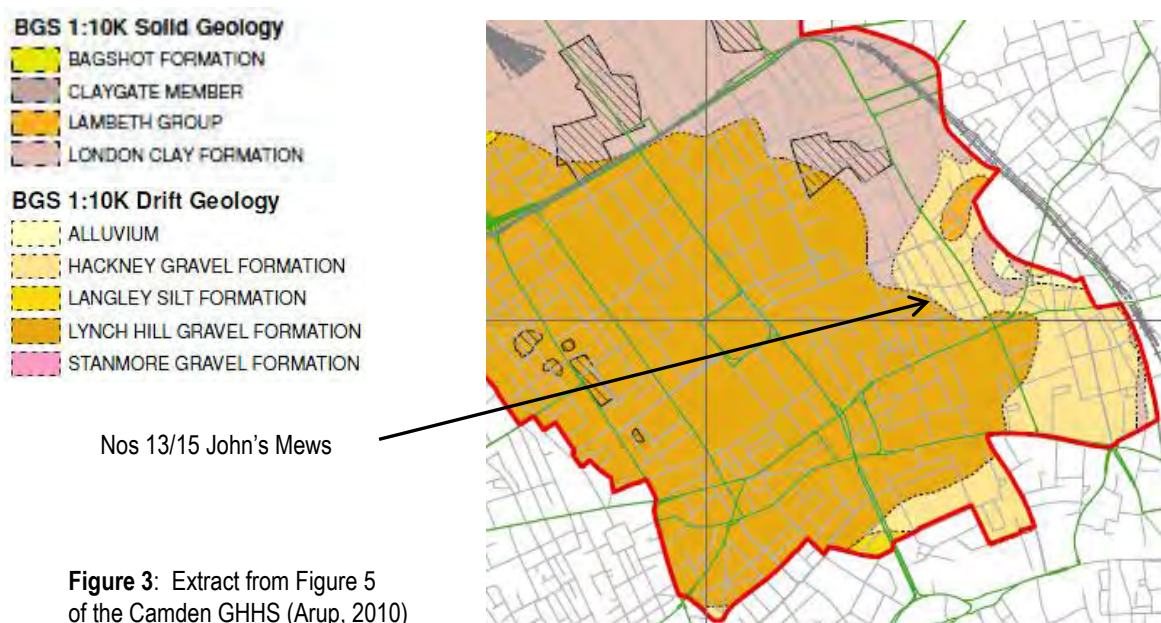 BGS 1:10K Solid Geology
BAGSHOT FORMATION
CLAYGATE MEMBER
LAMBETH GROUP
LONDON CLAY FORMATION
BGS 1:10K Drift Geology
ALLUVIUM
HACKNEY GRAVEL FORMATION
LANGLEY SILT FORMATION
LYNCH HILL GRAVEL FORMATION
STANMORE GRAVEL FORMATION
Nos 13/15 John’s Mews
Figure 3: Extract from Figure 5
of the Camden GHHS (Arup, 2010)